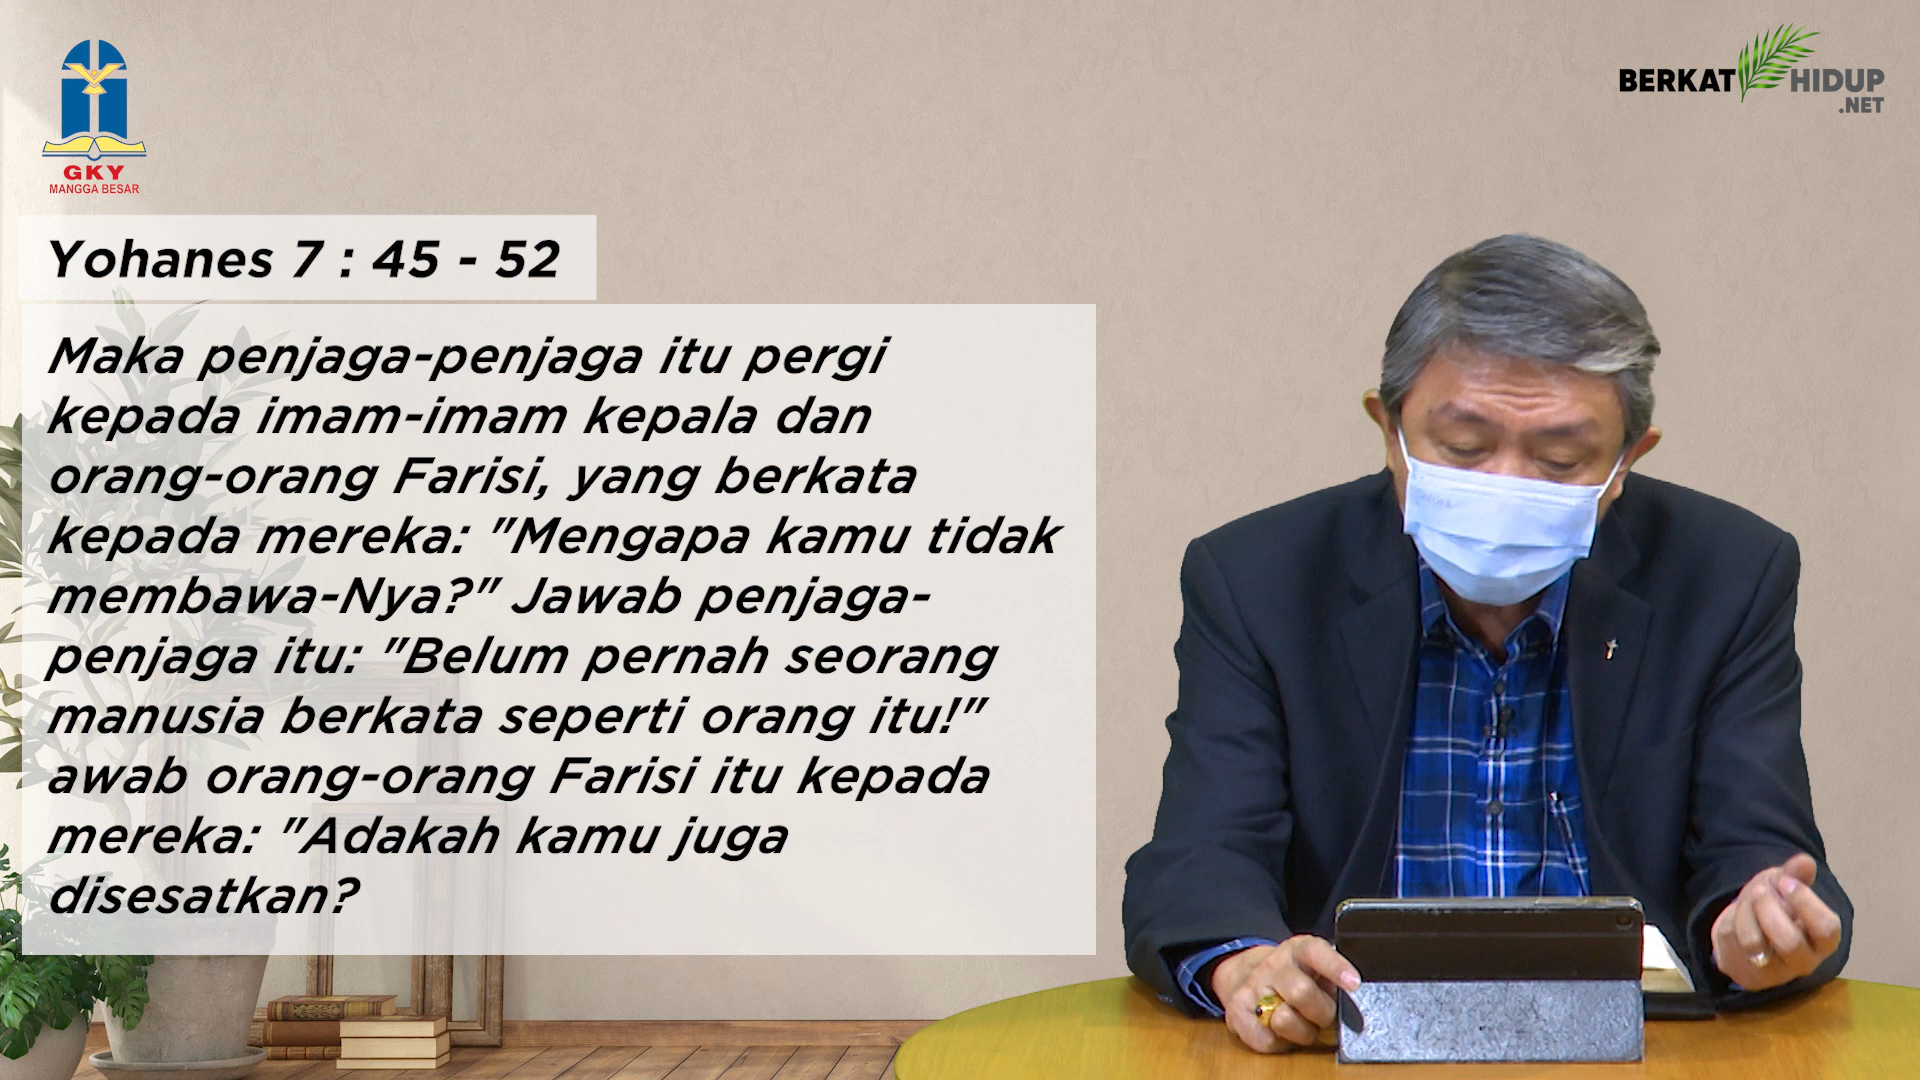 GKY
MANGGA BESAR
BERKAT HIDUP
.NET
Yohanes 7 : 45 - 52
Maka penjaga-penjaga itu pergi
kepada imam-imam kepala dan
orang-orang Farisi, yang berkata
kepada mereka: "Mengapa kamu tidak
membawa-Nya?" Jawab penjaga-
penjaga itu: "Belum pernah seorang
manusia berkata seperti orang itu!"
awab orang-orang Farisi itu kepada
mereka: "Adakah kamu juga
disesatkan?